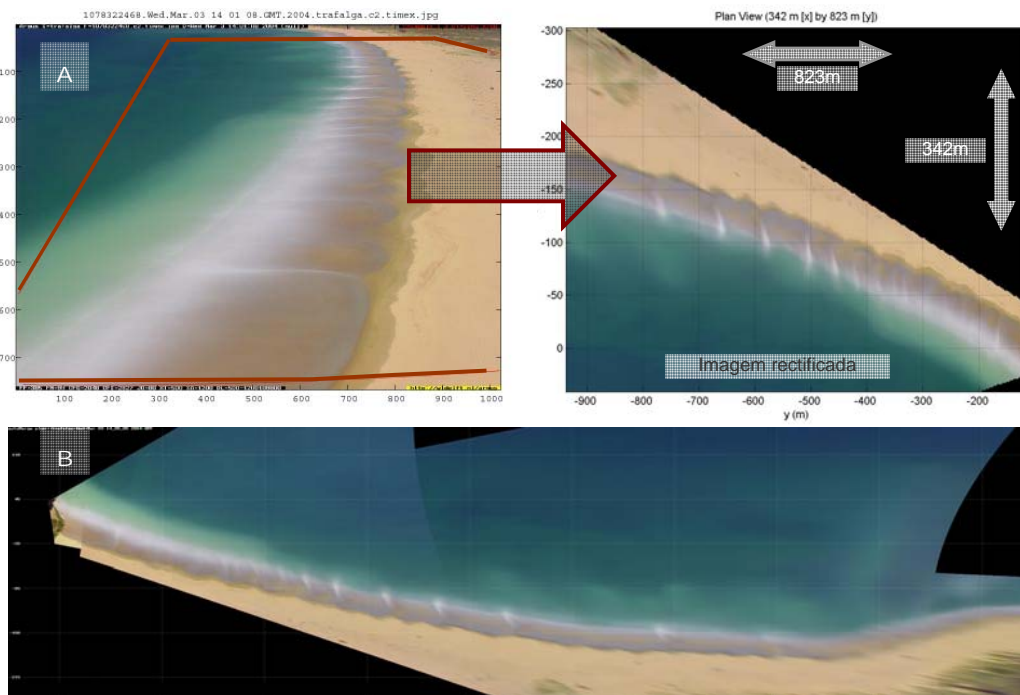 1078322468.Wed.Mar.03 14 01 08.GMT.2004.trafalga.c2.timex.jpg
A
100
200
300
400
500
600
700
100 200 300 400 500 600 700 800 900 1000
Plan View (342 m [x] by 823 m [y])
823m
342m
-300
-250
-200
-150
-100
-50
0
Imagem rectificada
-900 -800 -700 -600 -500 -400 -300 -200
y (m)
B